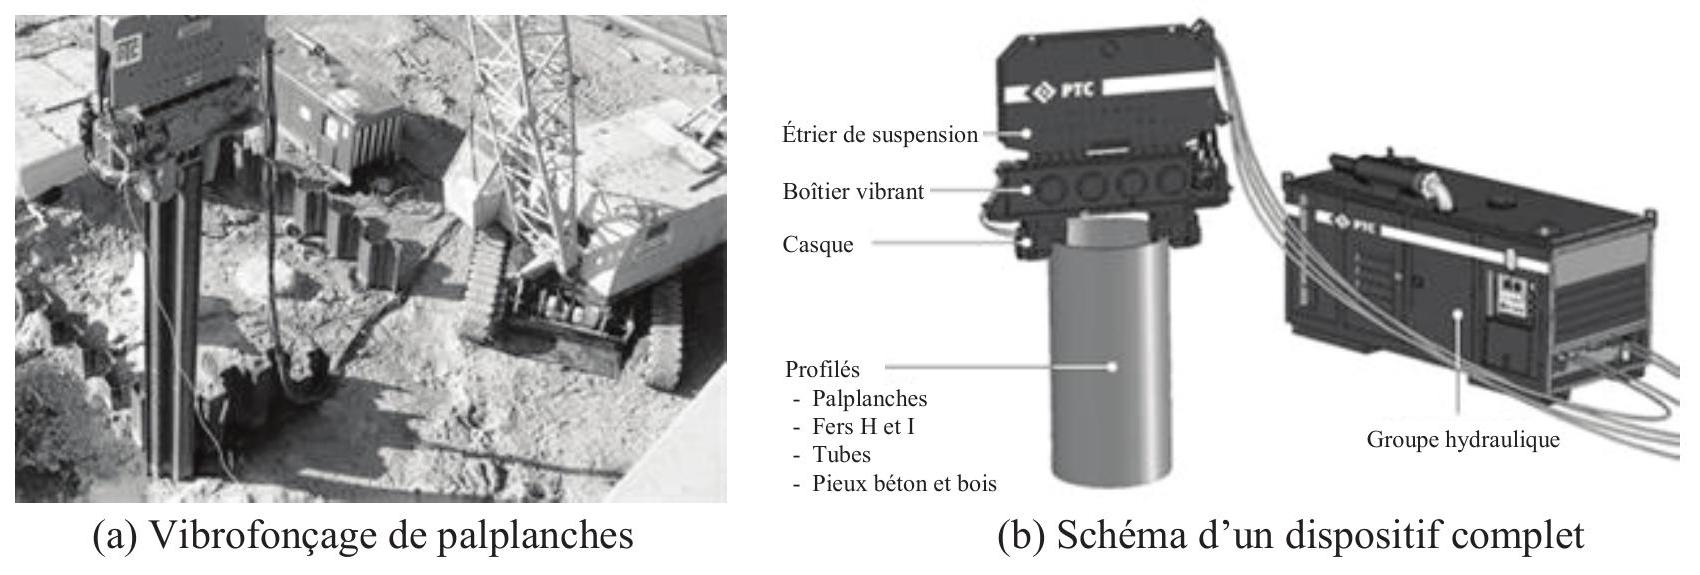 PTC
PTC
Étrier de suspension
Boîtier vibrant
PTC
Casque
Profilés
- Palplanches
- Fers H et I
- Tubes
- Pieux béton et bois
Groupe hydraulique
(a) Vibrofonçage de palplanches
(b) Schéma d’un dispositif complet